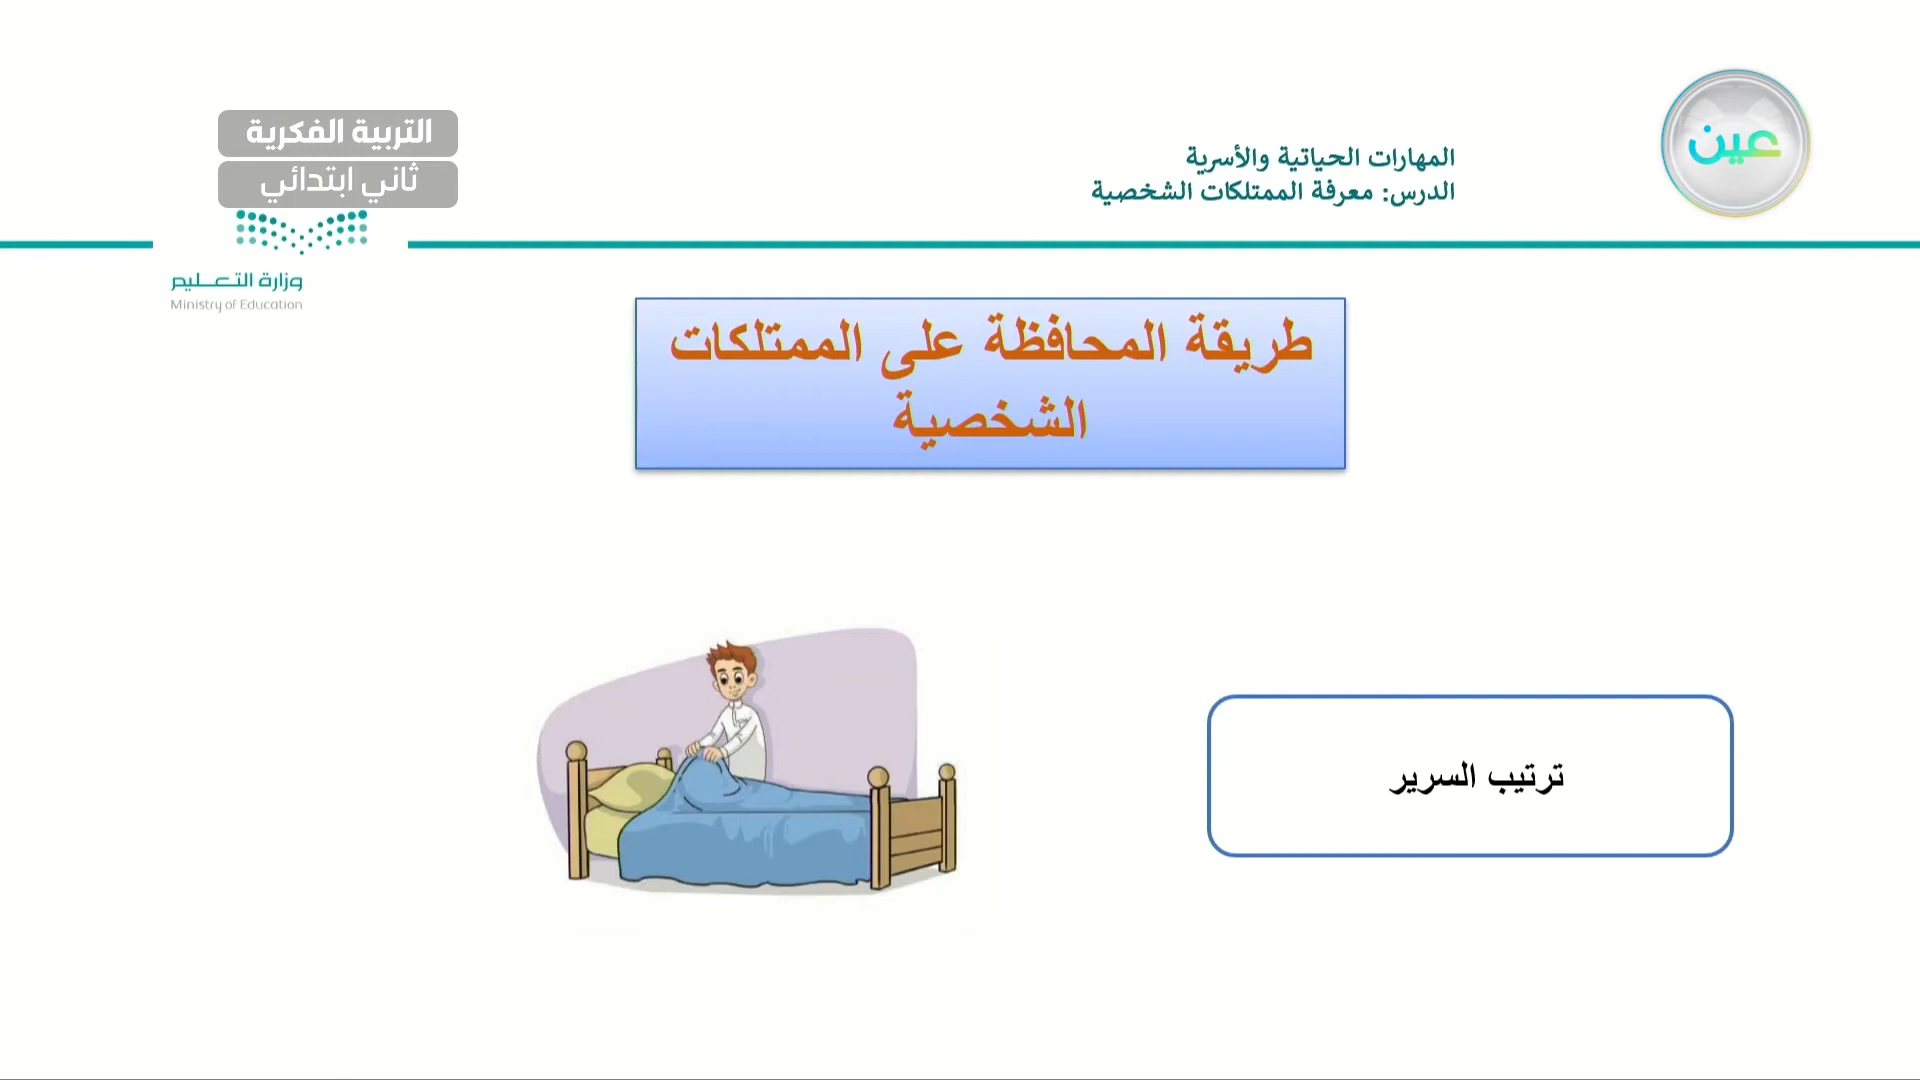 عين
المهارات الحياتية والأسرية
الدرس: معرفة الممتلكات الشخصية
التربية الفكرية
ثاني ابتدائي
وزارة التعليم
Ministry of Education
طريقة المحافظة على الممتلكات
الشخصية
ترتيب السرير